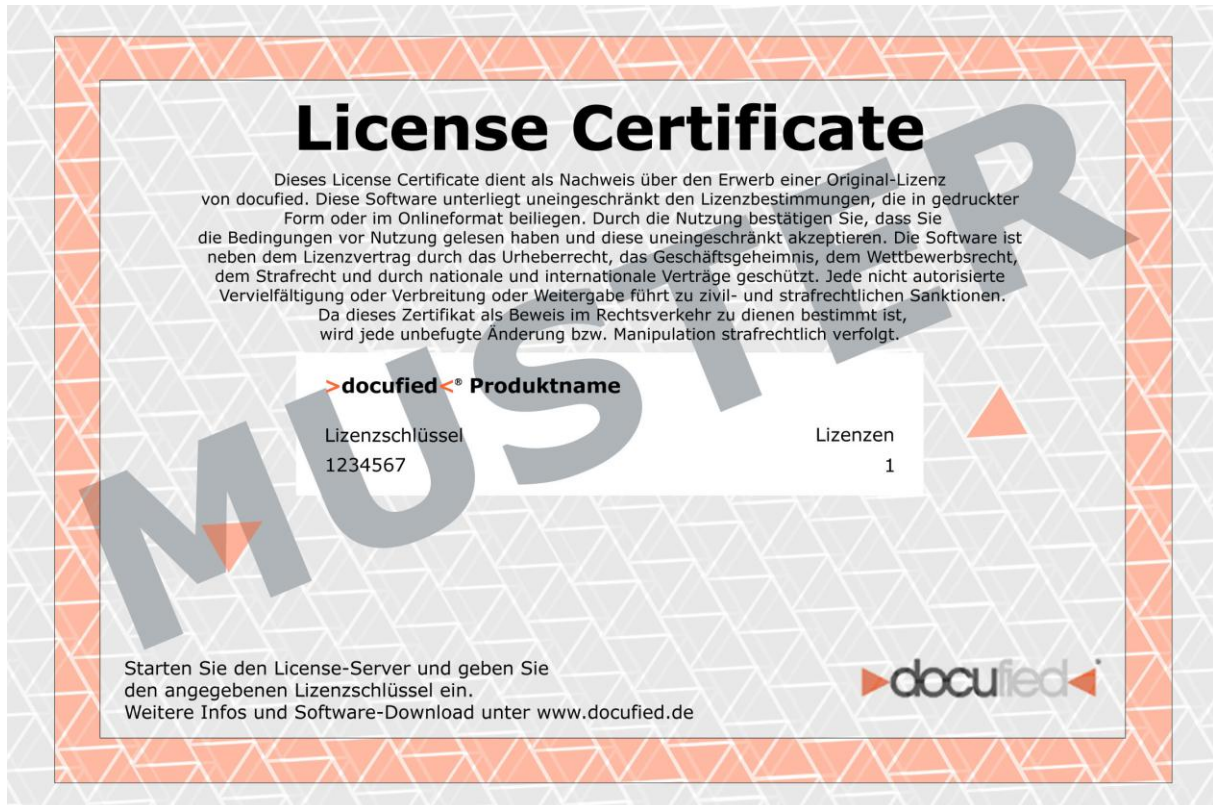 License Certificate
Dieses License Certificate dient als Nachweis über den Erwerb einer Original-Lizenz
von docufied. Diese Software unterliegt uneingeschränkt den Lizenzbestimmungen, die in gedruckter
Form oder im Onlineformat beiliegen. Durch die Nutzung bestätigen Sie, dass Sie
die Bedingungen vor Nutzung gelesen haben und diese uneingeschränkt akzeptieren. Die Software ist
neben dem Lizenzvertrag durch das Urheberrecht, das Geschäftsgeheimnis, dem Wettbewerbsrecht,
dem Strafrecht und durch nationale und internationale Verträge geschützt. Jede nicht autorisierte
Vervielfältigung oder Verbreitung oder Weitergabe führt zu zivil- und strafrechtlichen Sanktionen.
Da dieses Zertifikat als Beweis im Rechtsverkehr zu dienen bestimmt ist,
wird jede unbefugte Änderung bzw. Manipulation strafrechtlich verfolgt.
MUSTER
>docufied<® Produktname
Lizenzschlüssel Lizenzen
1234567 1
Starten Sie den License-Server und geben Sie
den angegebenen Lizenzschlüssel ein.
Weitere Infos und Software-Download unter www.docufied.de
docufied